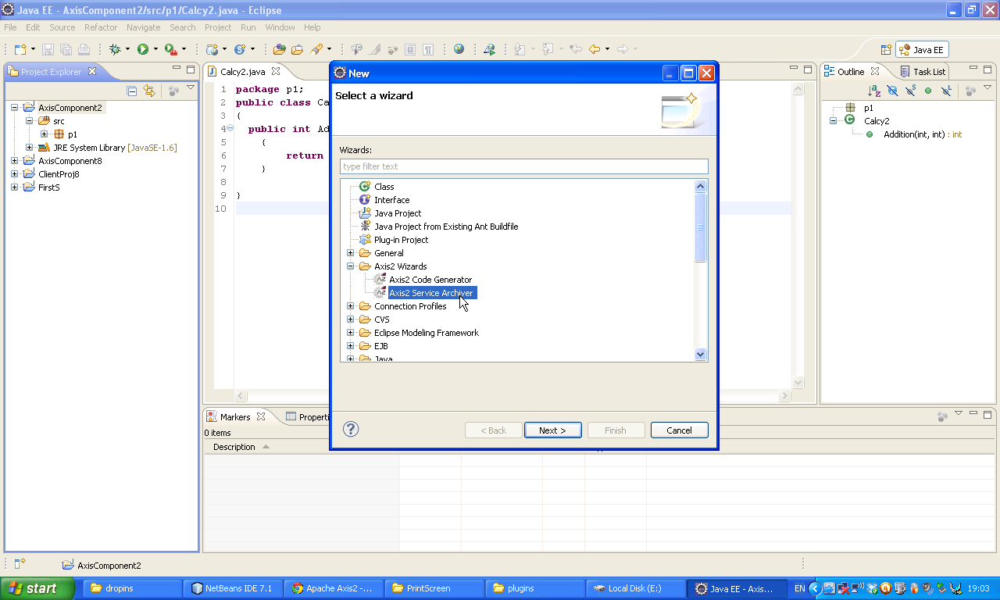 Java EE - AxisComponent2/src/p1/Calcy2.java - Eclipse
File Edit Source Refactor Navigate Search Project Run Window Help
Java EE
Project Explorer
AxisComponent2
src
p1
JRE System Library [JavaSE-1.6]
AxisComponent8
ClientProj8
First5
Calcy2.java
1 package p1;
2 public class Ca
3 {
4 public int Ad
5 {
6 return
7 }
8
9 }
10
New
Select a wizard
Wizards:
type filter text
Class
Interface
Java Project
Java Project from Existing Ant Buildfile
Plug-in Project
General
Axis2 Wizards
Axis2 Code Generator
Axis2 Service Archiver
Connection Profiles
CVS
Eclipse Modeling Framework
EJB
Java
< Back Next > Finish Cancel
Outline Task List
p1
Calcy2
Addition(int, int) : int
Markers Properti
0 items
Description
AxisComponent2
start dropins NetBeans IDE 7.1 Apache Axis2 -... PrintScreen plugins Local Disk (E:) Java EE - Axis... EN 19:03